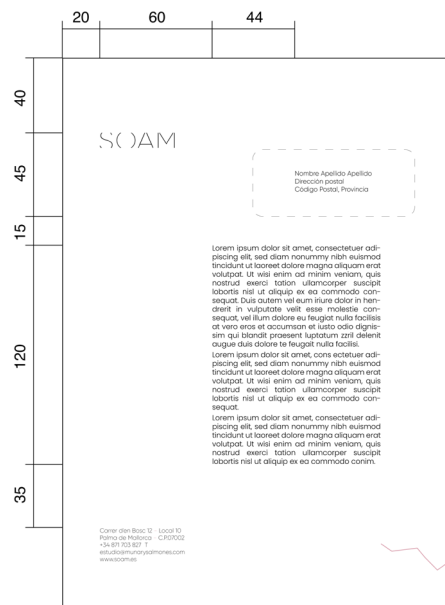 20 60 44
40
45
15
120
35
SOAM
Nombre Apellido Apellido
Dirección postal
Código Postal, Provincia
Lorem ipsum dolor sit amet, consectetuer adi-
piscing elit, sed diam nonummy nibh euismod
tincidunt ut laoreet dolore magna aliquam erat
volutpat. Ut wisi enim ad minim veniam, quis
nostrud exerci tation ullamcorper suscipit
lobortis nisl ut aliquip ex ea commodo con-
sequat. Duis autem vel eum iriure dolor in hen-
drerit in vulputate velit esse molestie con-
sequat, vel illum dolore eu feugiat nulla facilisis
at vero eros et accumsan et iusto odio dignis-
sim qui blandit praesent luptatum zzril delenit
augue duis dolore te feugait nulla facilisi.
Lorem ipsum dolor sit amet, cons ectetuer adi-
piscing elit, sed diam nonummy nibh euismod
tincidunt ut laoreet dolore magna aliquam erat
volutpat. Ut wisi enim ad minim veniam, quis
nostrud exerci tation ullamcorper suscipit
lobortis nisl ut aliquip ex ea commodo con-
sequat.
Lorem ipsum dolor sit amet, consectetuer adi-
piscing elit, sed diam nonummy nibh euismod
tincidunt ut laoreet dolore magna aliquam erat
volutpat. Ut wisi enim ad minim veniam, quis
nostrud exerci tation ullamcorper suscipit
lobortis nisl ut aliquip ex ea commodo conim.
Carrer d'en Bosc 12 · Local 10
Palma de Mallorca · C.P.07002
+34 871 703 827 T
estudio@munarysalmones.com
www.soam.es